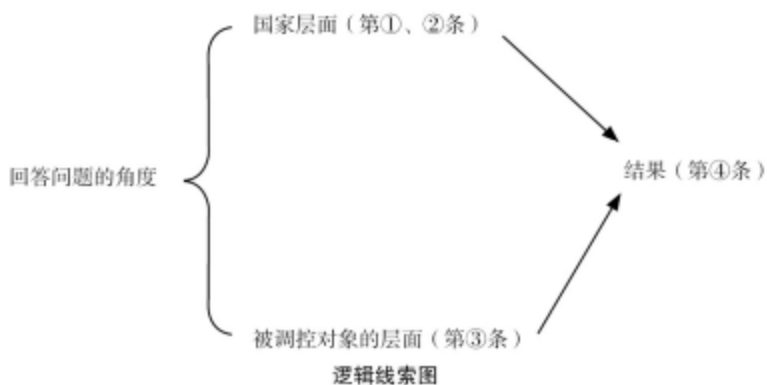 国家层面（第①、②条）
回答问题的角度
结果（第④条）
被调控对象的层面（第③条）
逻辑线索图